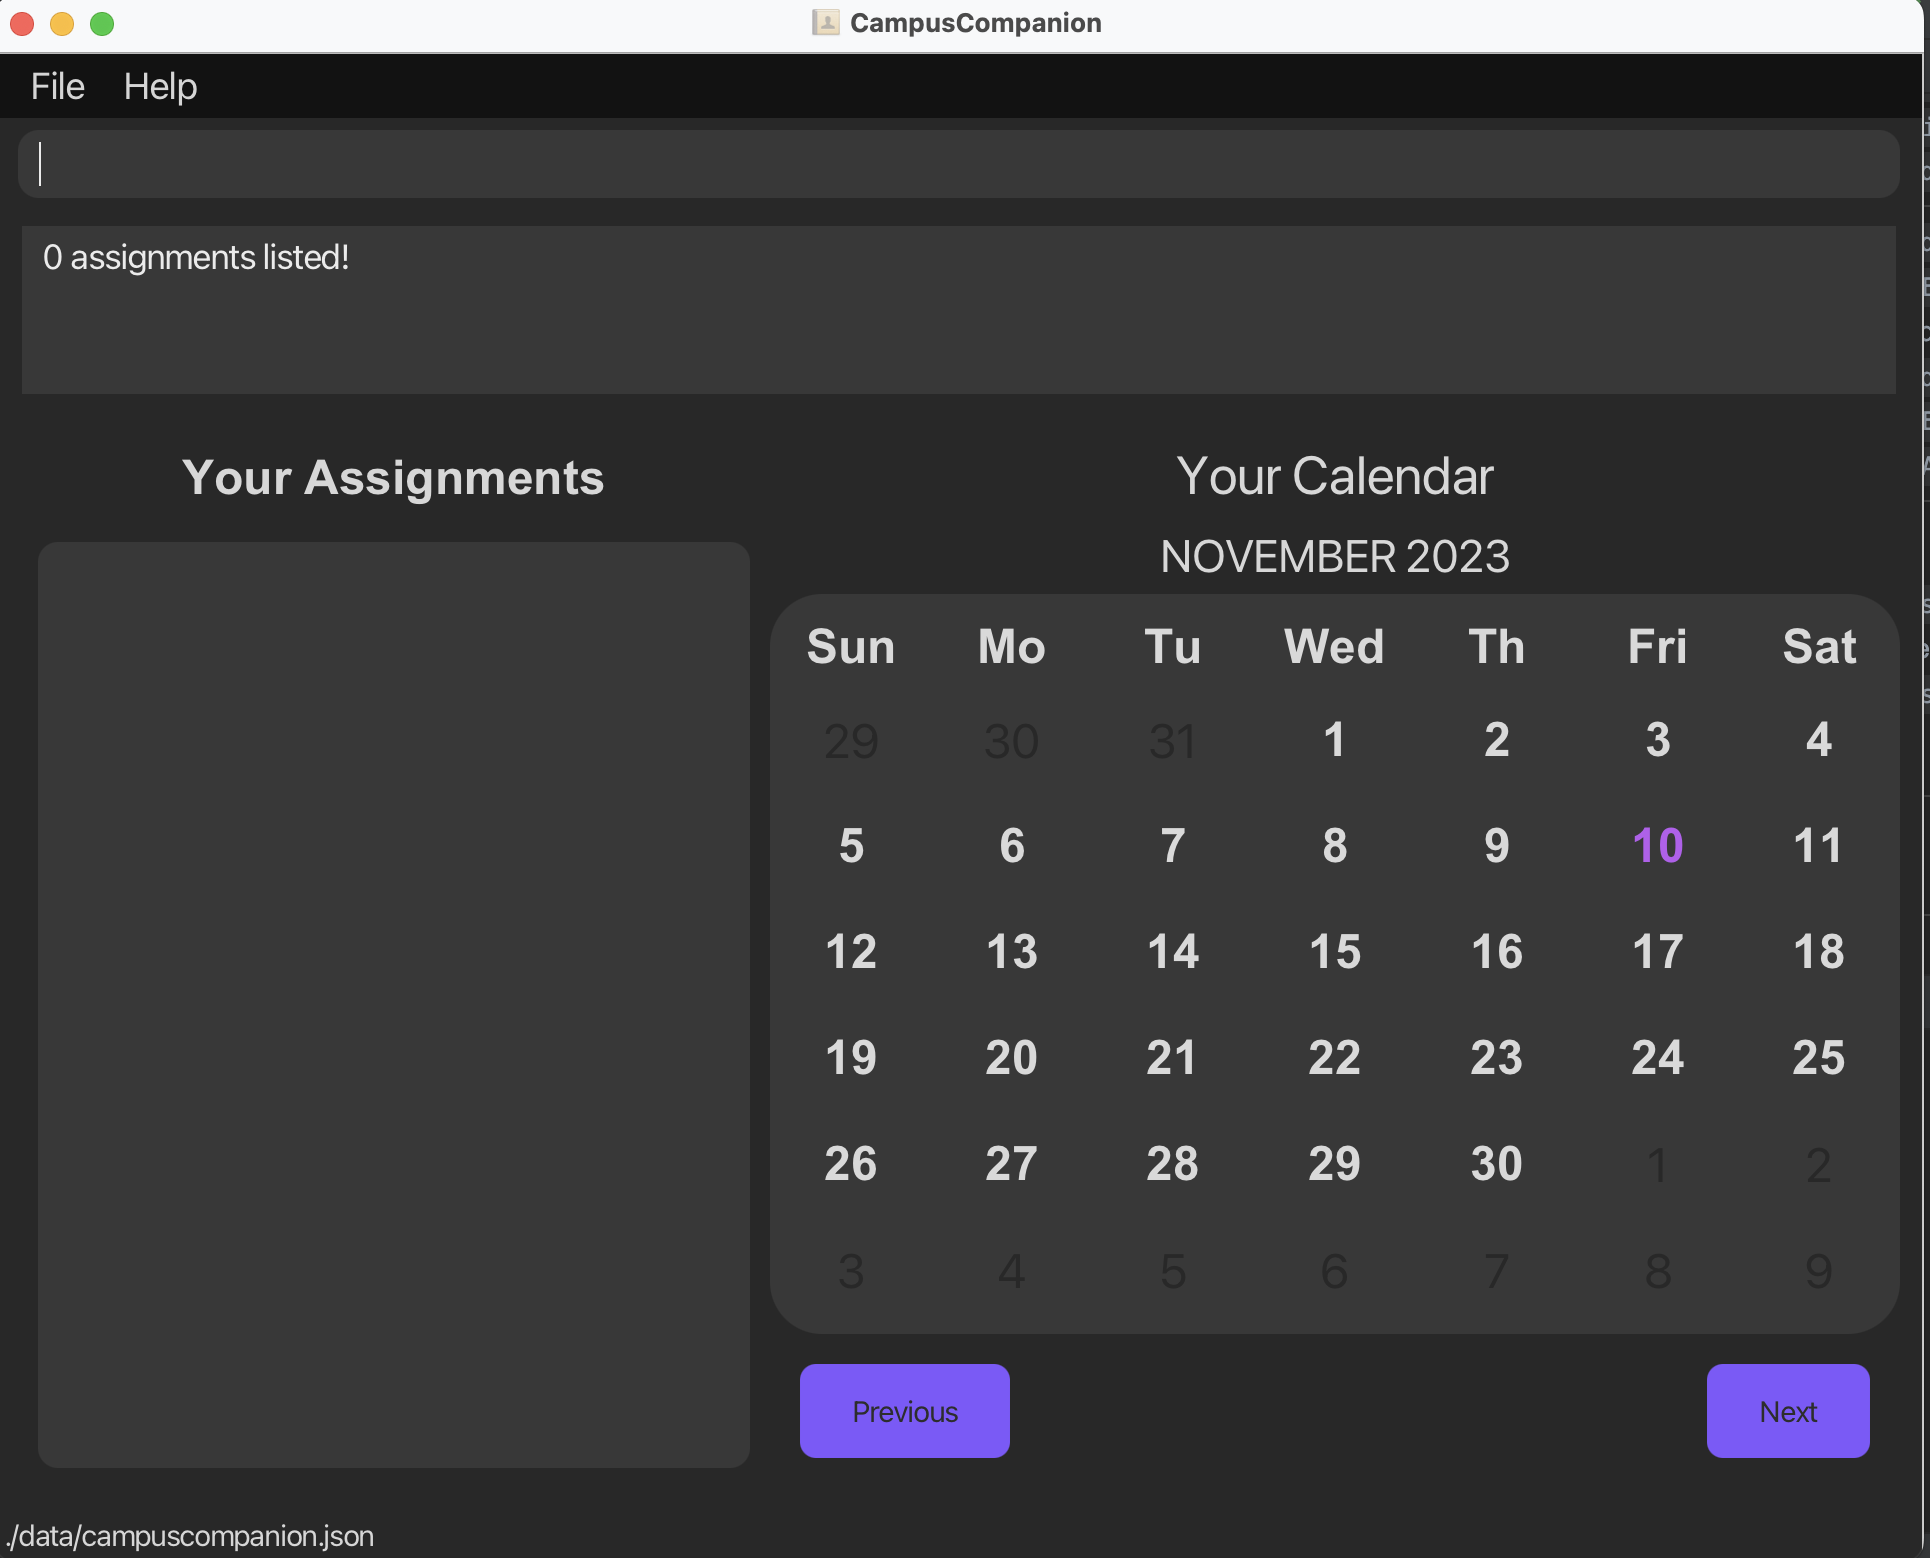 CampusCompanion
File Help
0 assignments listed!
Your Assignments
Your Calendar
NOVEMBER 2023
Sun Mo Tu Wed Th Fri Sat
29 30 31 1 2 3 4
5 6 7 8 9 10 11
12 13 14 15 16 17 18
19 20 21 22 23 24 25
26 27 28 29 30 1 2
3 4 5 6 7 8 9
Previous Next
./data/campuscompanion.json